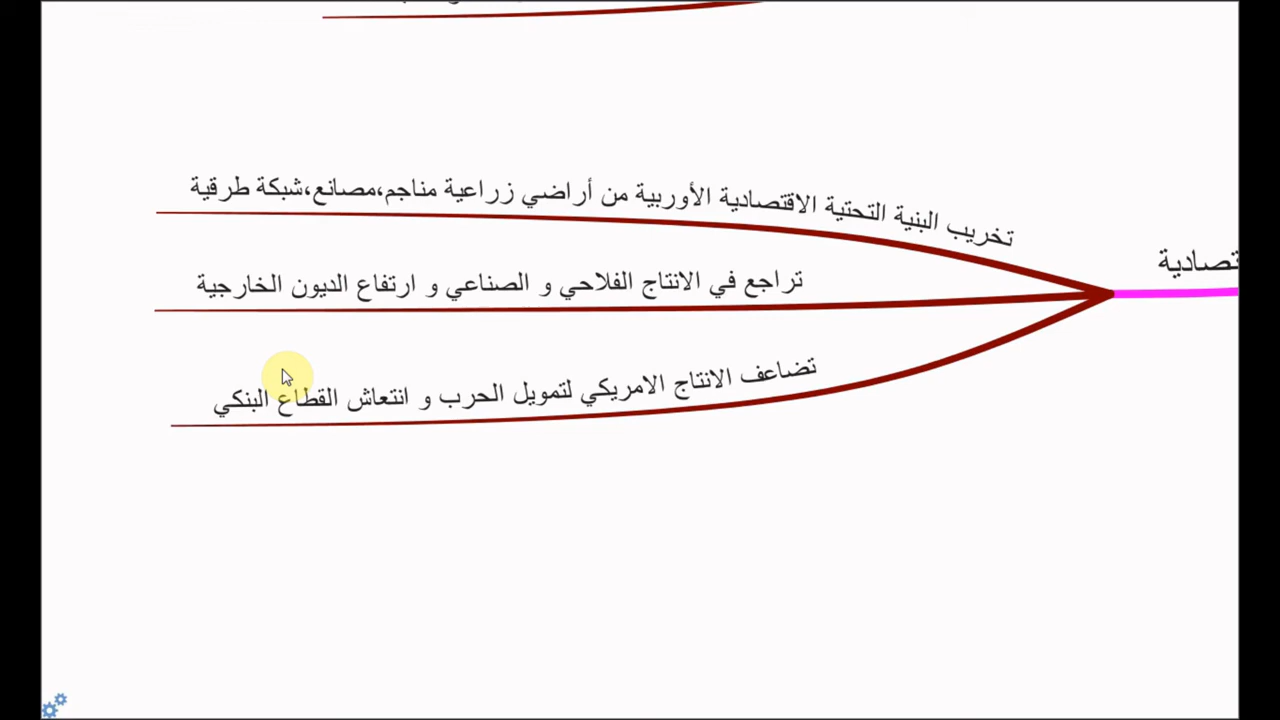 تخريب البنية التحتية الاقتصادية الأوربية من أراضي زراعية مناجم،مصانع،شبكة طرقية
تصادية
تراجع في الانتاج الفلاحي و الصناعي و ارتفاع الديون الخارجية
تضاعف الانتاج الامريكي لتمويل الحرب و انتعاش القطاع البنكي